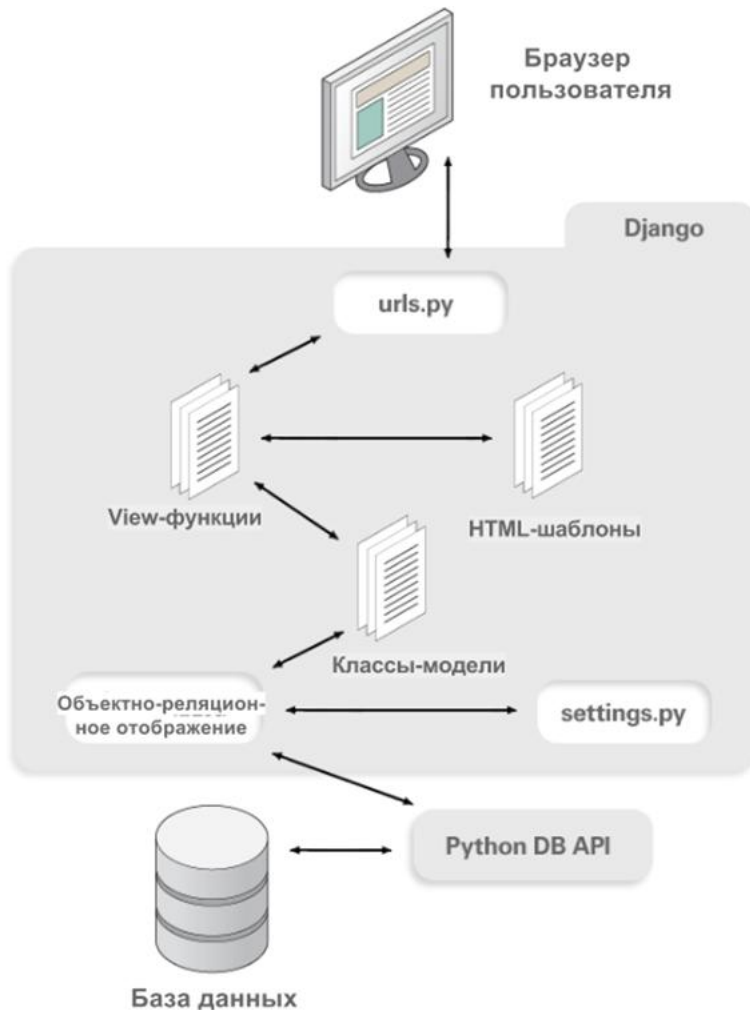 Браузер
пользователя
Django
urls.py
View-функции
HTML-шаблоны
Классы-модели
Объектно-реляцион-
ное отображение
settings.py
Python DB API
База данных